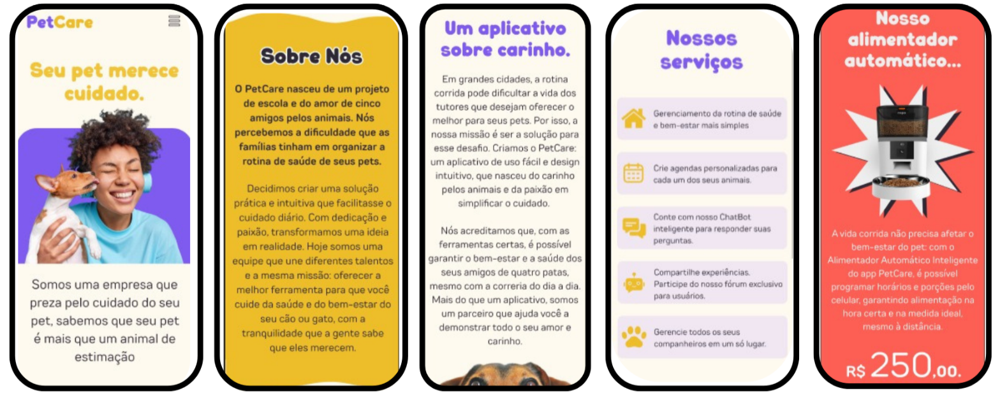 PetCare
Seu pet merece
cuidado.
Somos uma empresa que
preza pelo cuidado do seu
pet, sabemos que seu pet
é mais que um animal de
estimação
Sobre Nós
O PetCare nasceu de um projeto
de escola e do amor de cinco
amigos pelos animais. Nós
percebemos a dificuldade que as
famílias tinham em organizar a
rotina de saúde de seus pets.
Decidimos criar uma solução
prática e intuitiva que facilitasse o
cuidado diário. Com dedicação e
paixão, transformamos uma ideia
em realidade. Hoje somos uma
equipe que une diferentes talentos
e a mesma missão: oferecer a
melhor ferramenta para que você
cuide da saúde e do bem-estar do
seu cão ou gato, com a
tranquilidade que a gente sabe
que eles merecem.
Um aplicativo
sobre carinho.
Em grandes cidades, a rotina
corrida pode dificultar a vida dos
tutores que desejam oferecer o
melhor para seus pets. Por isso, a
nossa missão é ser a solução para
esse desafio. Criamos o PetCare:
um aplicativo de uso fácil e design
intuitivo, que nasceu do carinho
pelos animais e da paixão em
simplificar o cuidado.
Nós acreditamos que, com as
ferramentas certas, é possível
garantir o bem-estar e a saúde dos
seus amigos de quatro patas,
mesmo com a correria do dia a dia.
Mais do que um aplicativo, somos
um parceiro que ajuda você a
demonstrar todo o seu amor e
carinho.
Nossos
serviços
Gerenciamento da rotina de saúde
e bem-estar mais simples
Crie agendas personalizadas para
cada um dos seus animais.
Conte com nosso ChatBot
inteligente para responder suas
perguntas.
Compartilhe experiências.
Participe do nosso fórum exclusivo
para usuários.
Gerencie todos os seus
companheiros em um só lugar.
Nosso
alimentador
automático...
A vida corrida não precisa afetar o
bem-estar do pet: com o
Alimentador Automático Inteligente
do app PetCare, é possível
programar horários e porções pelo
celular, garantindo alimentação na
hora certa e na medida ideal,
mesmo à distância.
R$ 250,00.